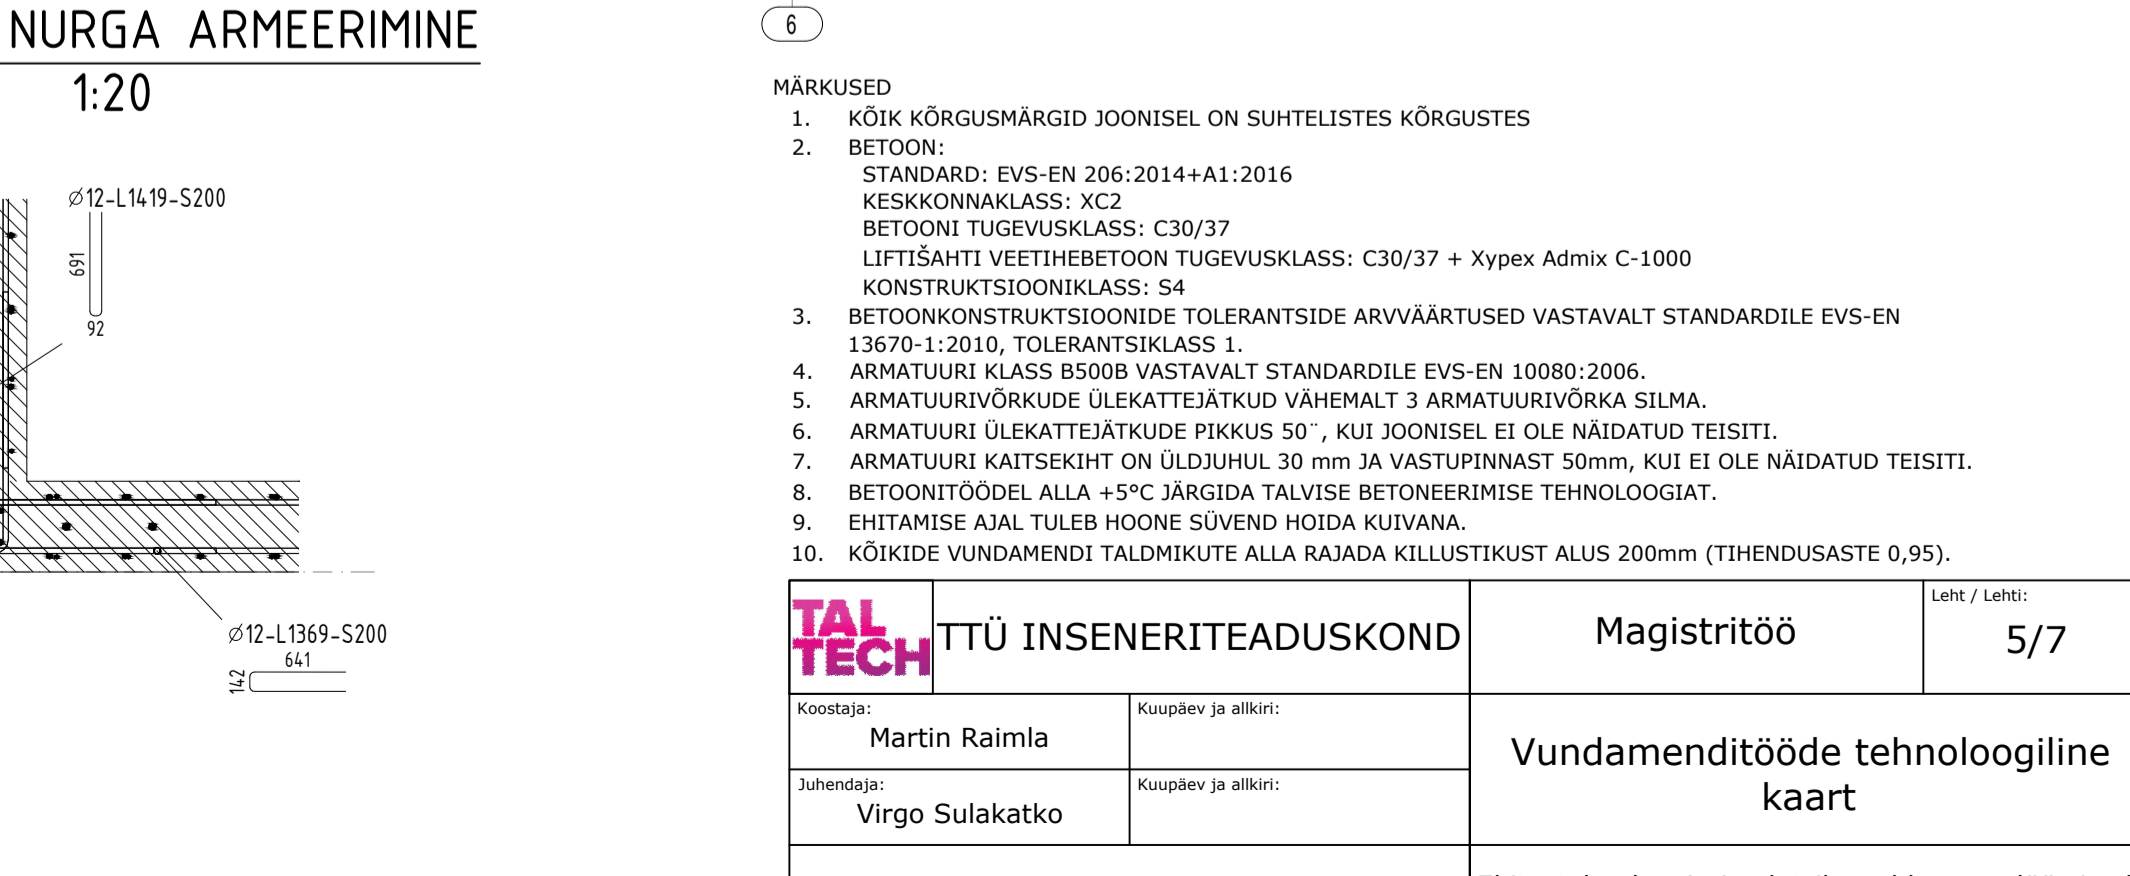 NURGA ARMEERIMINE
1:20
⌀12-L1419-S200
691
92
⌀12-L1369-S200
641
142
6
MÄRKUSED
1. KÕIK KÕRGUSMÄRGID JOONISEL ON SUHTELISTES KÕRGUSTES
2. BETOON:
STANDARD: EVS-EN 206:2014+A1:2016
KESKKONNAKLASS: XC2
BETOONI TUGEVUSKLASS: C30/37
LIFTIŠAHTI VEETIHEBETOON TUGEVUSKLASS: C30/37 + Xypex Admix C-1000
KONSTRUKTSIOONIKLASS: S4
3. BETOONKONSTRUKTSIOONIDE TOLERANTSIDE ARVVÄÄRTUSED VASTAVALT STANDARDILE EVS-EN
13670-1:2010, TOLERANTSIKLASS 1.
4. ARMATUURI KLASS B500B VASTAVALT STANDARDILE EVS-EN 10080:2006.
5. ARMATUURIVÕRKUDE ÜLEKATTEJÄTKUD VÄHEMALT 3 ARMATUURIVÕRKA SILMA.
6. ARMATUURI ÜLEKATTEJÄTKUDE PIKKUS 50¨, KUI JOONISEL EI OLE NÄIDATUD TEISITI.
7. ARMATUURI KAITSEKIHT ON ÜLDJUHUL 30 mm JA VASTUPINNAST 50mm, KUI EI OLE NÄIDATUD TEISITI.
8. BETOONITÖÖDEL ALLA +5°C JÄRGIDA TALVISE BETONEERIMISE TEHNOLOOGIAT.
9. EHITAMISE AJAL TULEB HOONE SÜVEND HOIDA KUIVANA.
10. KÕIKIDE VUNDAMENDI TALDMIKUTE ALLA RAJADA KILLUSTIKUST ALUS 200mm (TIHENDUSASTE 0,95).
TAL
TECH
TTÜ INSENERITEADUSKOND
Magistritöö
Leht / Lehti:
5/7
Koostaja:
Martin Raimla
Kuupäev ja allkiri:
Juhendaja:
Virgo Sulakatko
Kuupäev ja allkiri:
Vundamenditööde tehnoloogiline
kaart